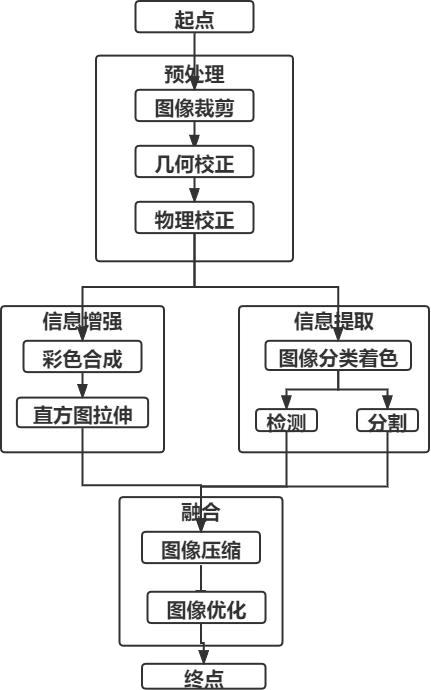 起点
预处理
图像裁剪
几何校正
物理校正
信息增强
彩色合成
直方图拉伸
信息提取
图像分类着色
检测
分割
融合
图像压缩
图像优化
终点